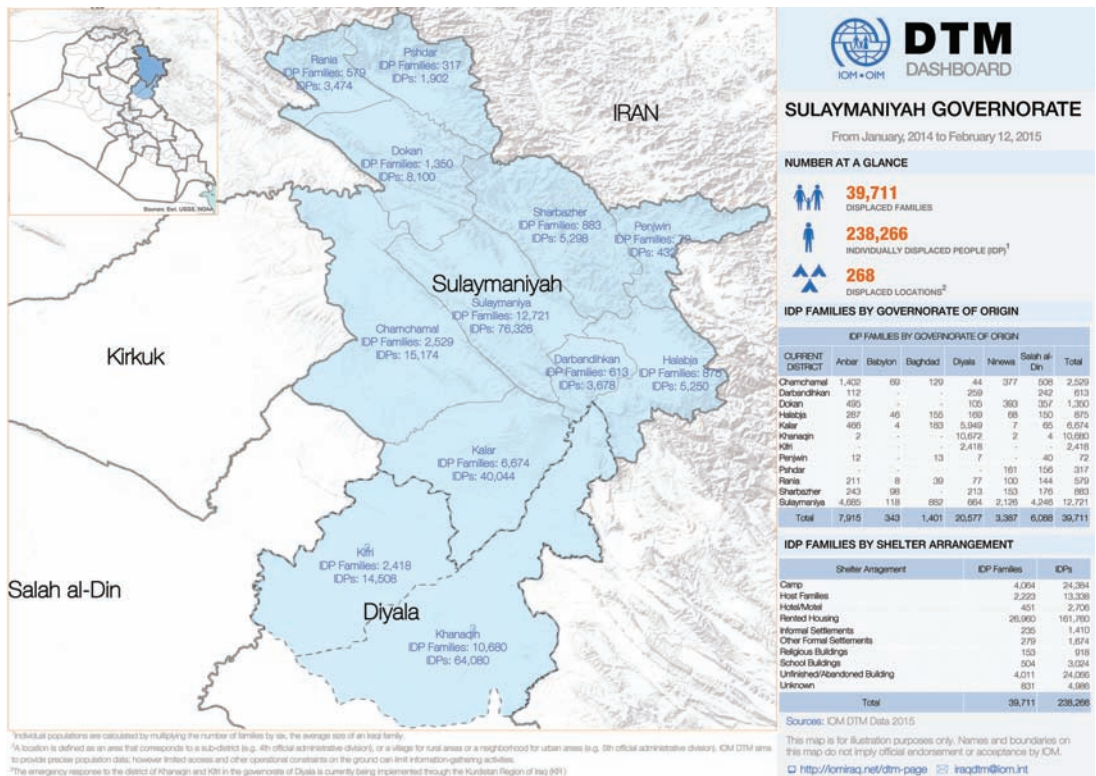 Sources: Esri, USGS, NOAA
Rania
IDP Families: 579
IDPs: 3,474
Pshdar
IDP Families: 317
IDPs: 1,902
IRAN
Dokan
IDP Families: 1,350
IDPs: 8,100
Sharbazher
IDP Families: 883
IDPs: 5,298
Penjwin
IDP Families: 72
IDPs: 432
Sulaymaniyah
Sulaymaniya
IDP Families: 12,721
IDPs: 76,326
Chamchamal
IDP Families: 2,529
IDPs: 15,174
Darbandihkan
IDP Families: 613
IDPs: 3,678
Halabja
IDP Families: 875
IDPs: 5,250
Kirkuk
Kalar
IDP Families: 6,674
IDPs: 40,044
Kifri
IDP Families: 2,418
IDPs: 14,508
Salah al-Din
Diyala
Khanaqin
IDP Families: 10,680
IDPs: 64,080
IOM • OIM
DTM
DASHBOARD
SULAYMANIYAH GOVERNORATE
From January, 2014 to February 12, 2015
NUMBER AT A GLANCE
39,711
DISPLACED FAMILIES
238,266
INDIVIDUALLY DISPLACED PEOPLE (IDP)1
268
DISPLACED LOCATIONS2
IDP FAMILIES BY GOVERNORATE OF ORIGIN
IDP FAMILIES BY GOVERNORATE OF ORIGIN
CURRENT DISTRICT Anbar Babylon Baghdad Diyala Ninewa Salah al-Din Total
Chamchamal 1,402 69 129 44 377 508 2,529
Darbandihkan 112 - - 259 242 613
Dokan 495 - - 105 393 357 1,350
Halabja 287 46 155 169 68 150 875
Kalar 466 4 183 5,949 7 65 6,674
Khanaqin 2 - - 10,672 2 4 10,680
Kifri - - - 2,418 - - 2,418
Penjwin 12 - 13 7 - 40 72
Pshdar - - - - 161 156 317
Rania 211 8 39 77 100 144 579
Sharbazher 243 98 - 213 153 176 883
Sulaymaniya 4,685 118 882 664 2,126 4,246 12,721
Total 7,915 343 1,401 20,577 3,387 6,088 39,711
IDP FAMILIES BY SHELTER ARRANGEMENT
Shelter Arragement IDP Families IDPs
Camp 4,064 24,384
Host Families 2,223 13,338
Hotel/Motel 451 2,706
Rented Housing 26,960 161,760
Informal Settlements 235 1,410
Other Formal Settlements 279 1,674
Religious Buildings 153 918
School Buildings 504 3,024
Unfinished/Abandoned Building 4,011 24,066
Unknown 831 4,986
Total 39,711 238,266
Sources: IOM DTM Data 2015
This map is for illustration purposes only. Names and boundaries on
this map do not imply official endorsement or acceptance by IOM.
http://iomiraq.net/dtm-page iraqdtm@iom.int
1Individual populations are calculated by multiplying the number of families by six, the average size of an Iraqi family.
2A location is defined as an area that corresponds to a sub-district (e.g. 4th official administrative division), or a village for rural areas or a neighborhood for urban areas (e.g. 5th official administrative division). IOM DTM aims
to provide precise population data; however limited access and other operational constraints on the ground can limit information-gathering activities.
3The emergency response to the district of Khanaqin and Kifri in the governorate of Diyala is currently being implemented through the Kurdistan Region of Iraq (KRI)